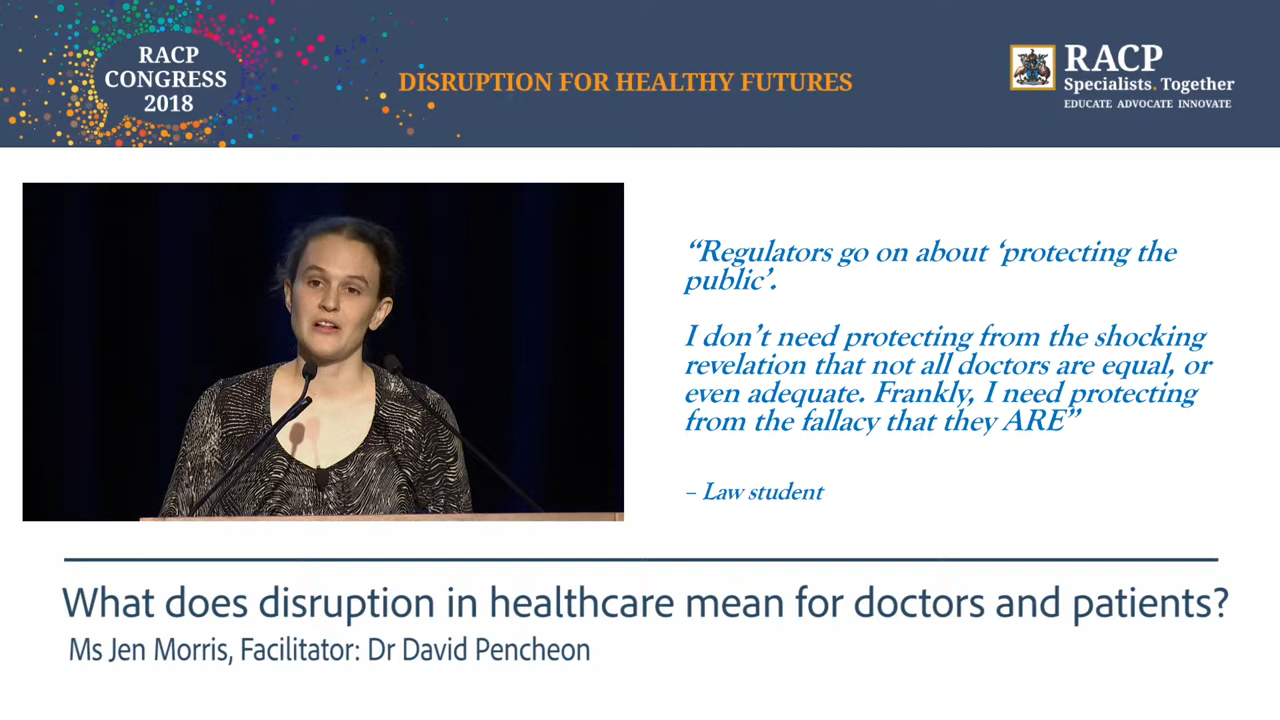 RACP
CONGRESS
2018
DISRUPTION FOR HEALTHY FUTURES
RACP
Specialists. Together
EDUCATE ADVOCATE INNOVATE
“Regulators go on about ‘protecting the
public’.
I don’t need protecting from the shocking
revelation that not all doctors are equal, or
even adequate. Frankly, I need protecting
from the fallacy that they ARE”
– Law student
What does disruption in healthcare mean for doctors and patients?
Ms Jen Morris, Facilitator: Dr David Pencheon